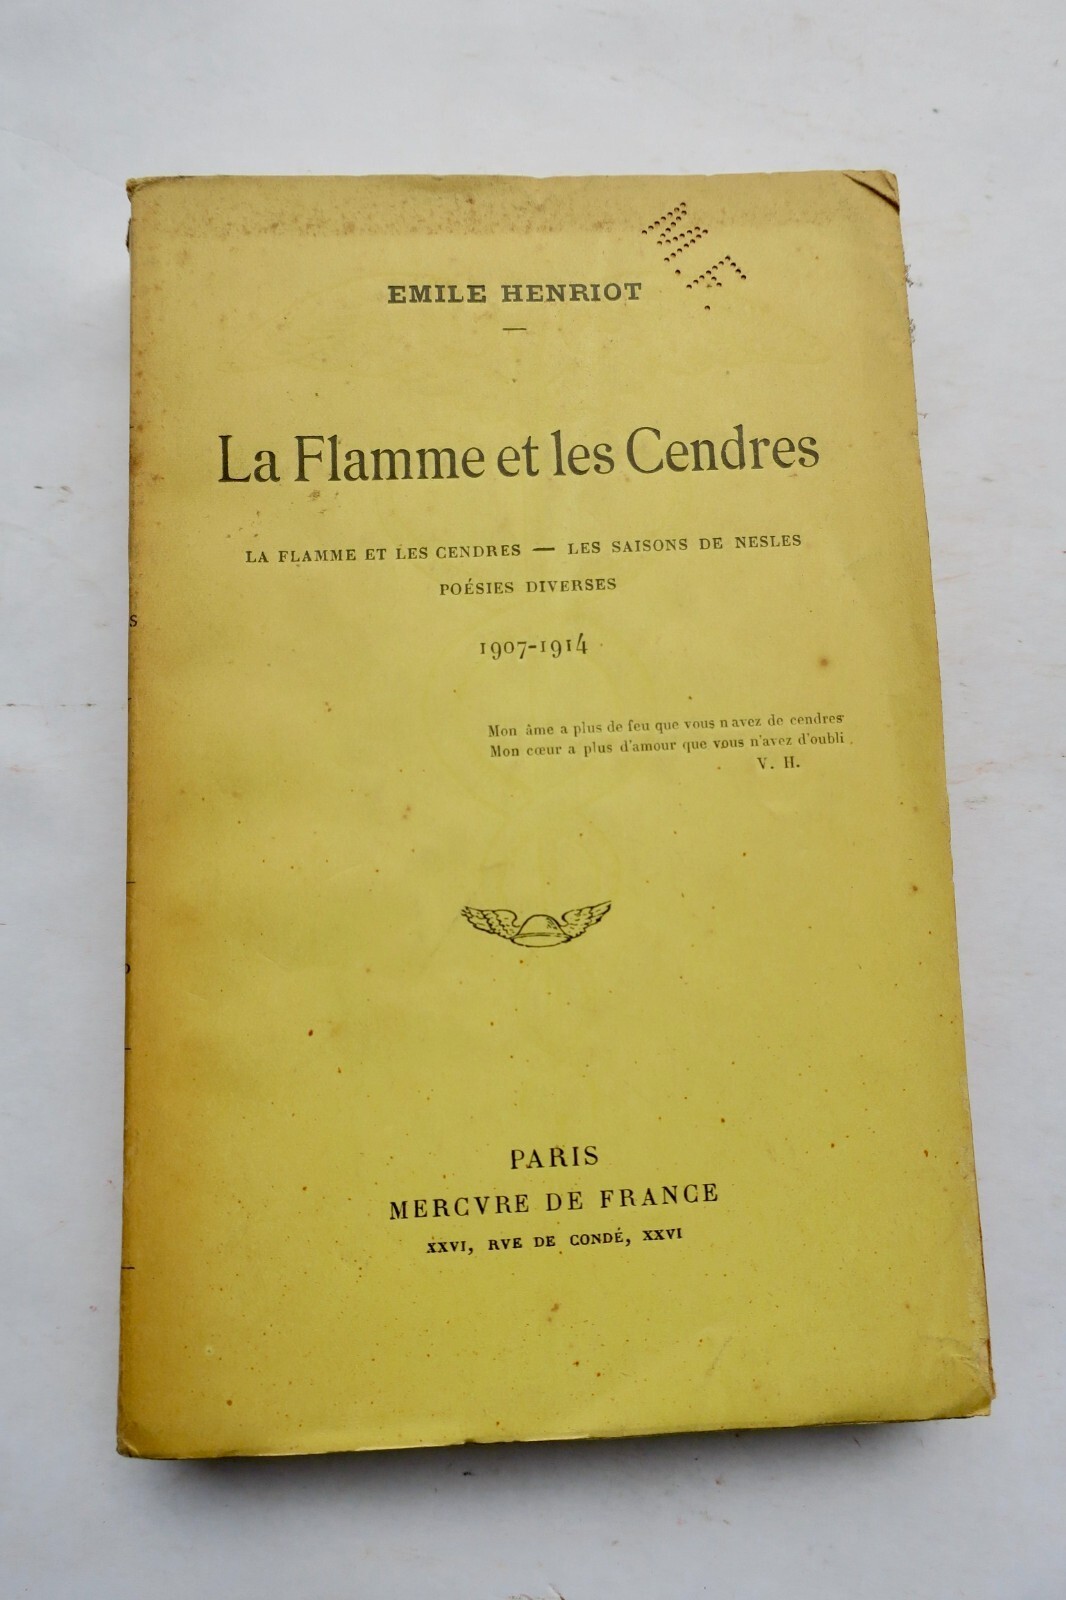 M.F.
EMILE HENRIOT
La Flamme et les Cendres
LA FLAMME ET LES CENDRES — LES SAISONS DE NESLES
POÉSIES DIVERSES
1907-1914
Mon âme a plus de feu que vous n'avez de cendres
Mon cœur a plus d'amour que vous n'avez d'oubli.
V. H.
PARIS
MERCVRE DE FRANCE
XXVI, RVE DE CONDÉ, XXVI